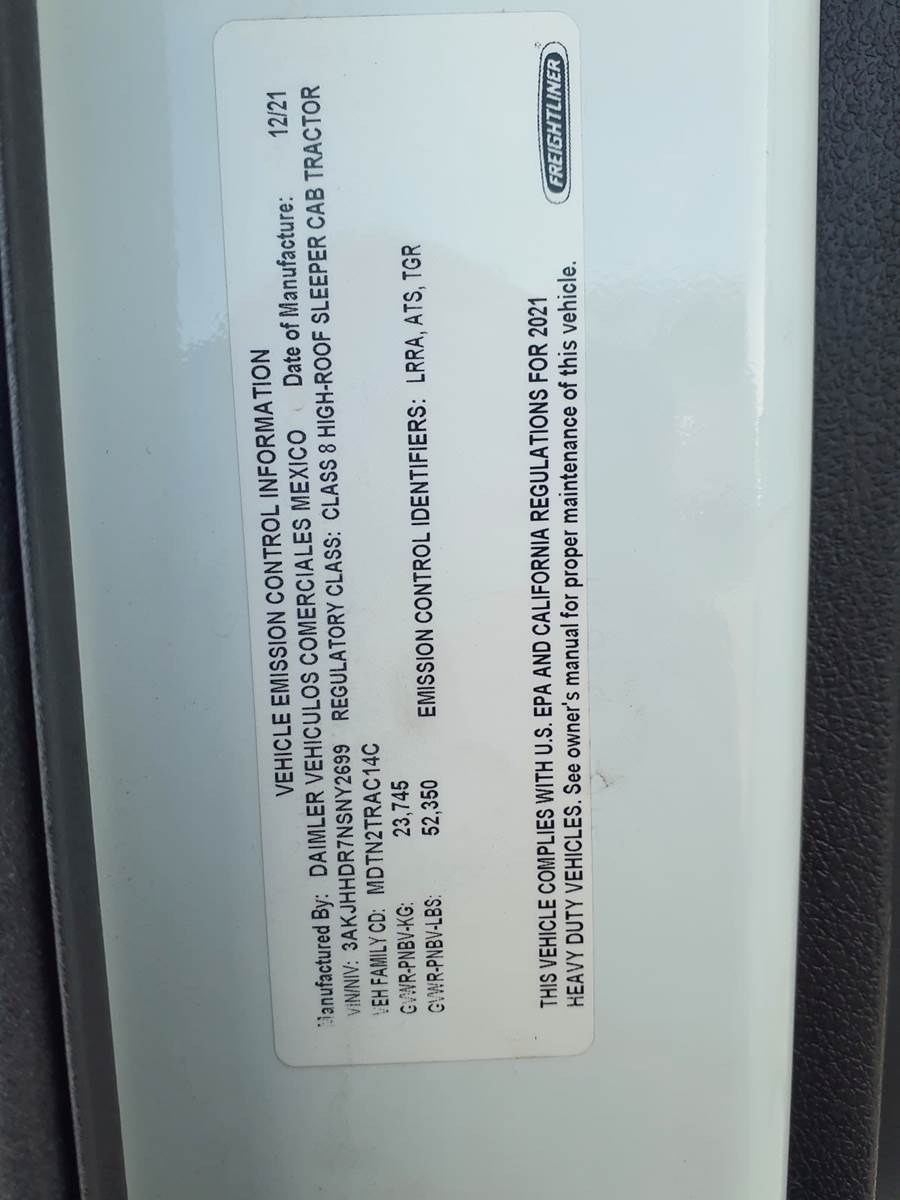 VEHICLE EMISSION CONTROL INFORMATION
Manufactured By: DAIMLER VEHICULOS COMERCIALES MEXICO Date of Manufacture: 12/21
VIN/NIV: 3AKJHHDR7NSNY2699 REGULATORY CLASS: CLASS 8 HIGH-ROOF SLEEPER CAB TRACTOR
VEH FAMILY CD: MDTN2TRAC14C
GVWR-PNBV-KG: 23,745
GVWR-PNBV-LBS: 52,350 EMISSION CONTROL IDENTIFIERS: LRRA, ATS, TGR
THIS VEHICLE COMPLIES WITH U.S. EPA AND CALIFORNIA REGULATIONS FOR 2021
HEAVY DUTY VEHICLES. See owner's manual for proper maintenance of this vehicle.
FREIGHTLINER